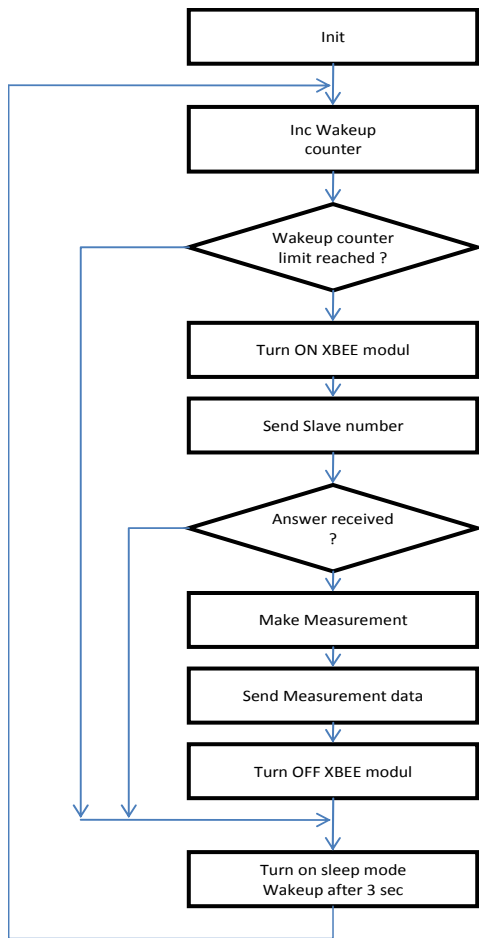 Init
Inc Wakeup
counter
Wakeup counter
limit reached ?
Turn ON XBEE modul
Send Slave number
Answer received
?
Make Measurement
Send Measurement data
Turn OFF XBEE modul
Turn on sleep mode
Wakeup after 3 sec